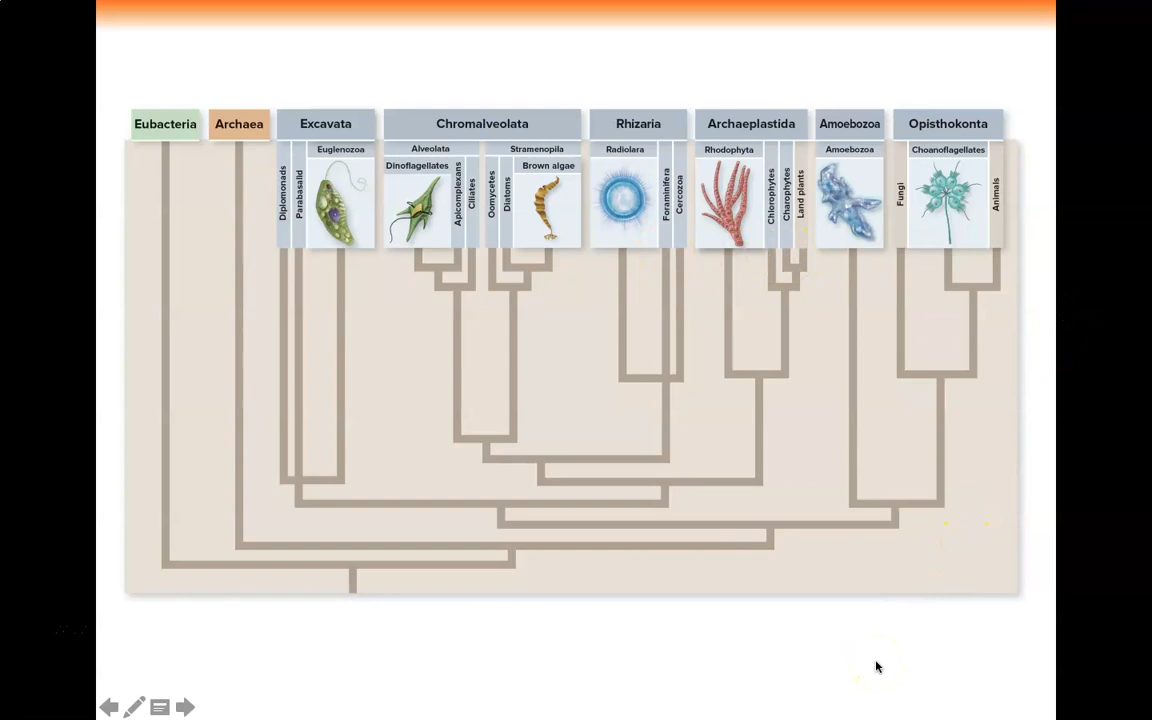 Eubacteria
Archaea
Excavata
Chromalveolata
Rhizaria
Archaeplastida
Amoebozoa
Opisthokonta
Diplomonads
Parabasalid
Euglenozoa
Alveolata
Dinoflagellates
Apicomplexans
Ciliates
Stramenopila
Oomycetes
Diatoms
Brown algae
Radiolara
Foraminifera
Cercozoa
Rhodophyta
Chlorophytes
Charophytes
Land plants
Amoebozoa
Fungi
Choanoflagellates
Animals